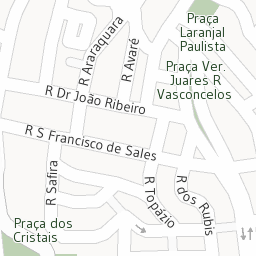 Praça
Laranjal
Paulista
R Araraquara
R Avaré
Praça Ver.
Juares R
Vasconcelos
R Dr João Ribeiro
R S Francisco de Sales
R Safira
R Topázio
R dos Rubis
Praça dos
Cristais